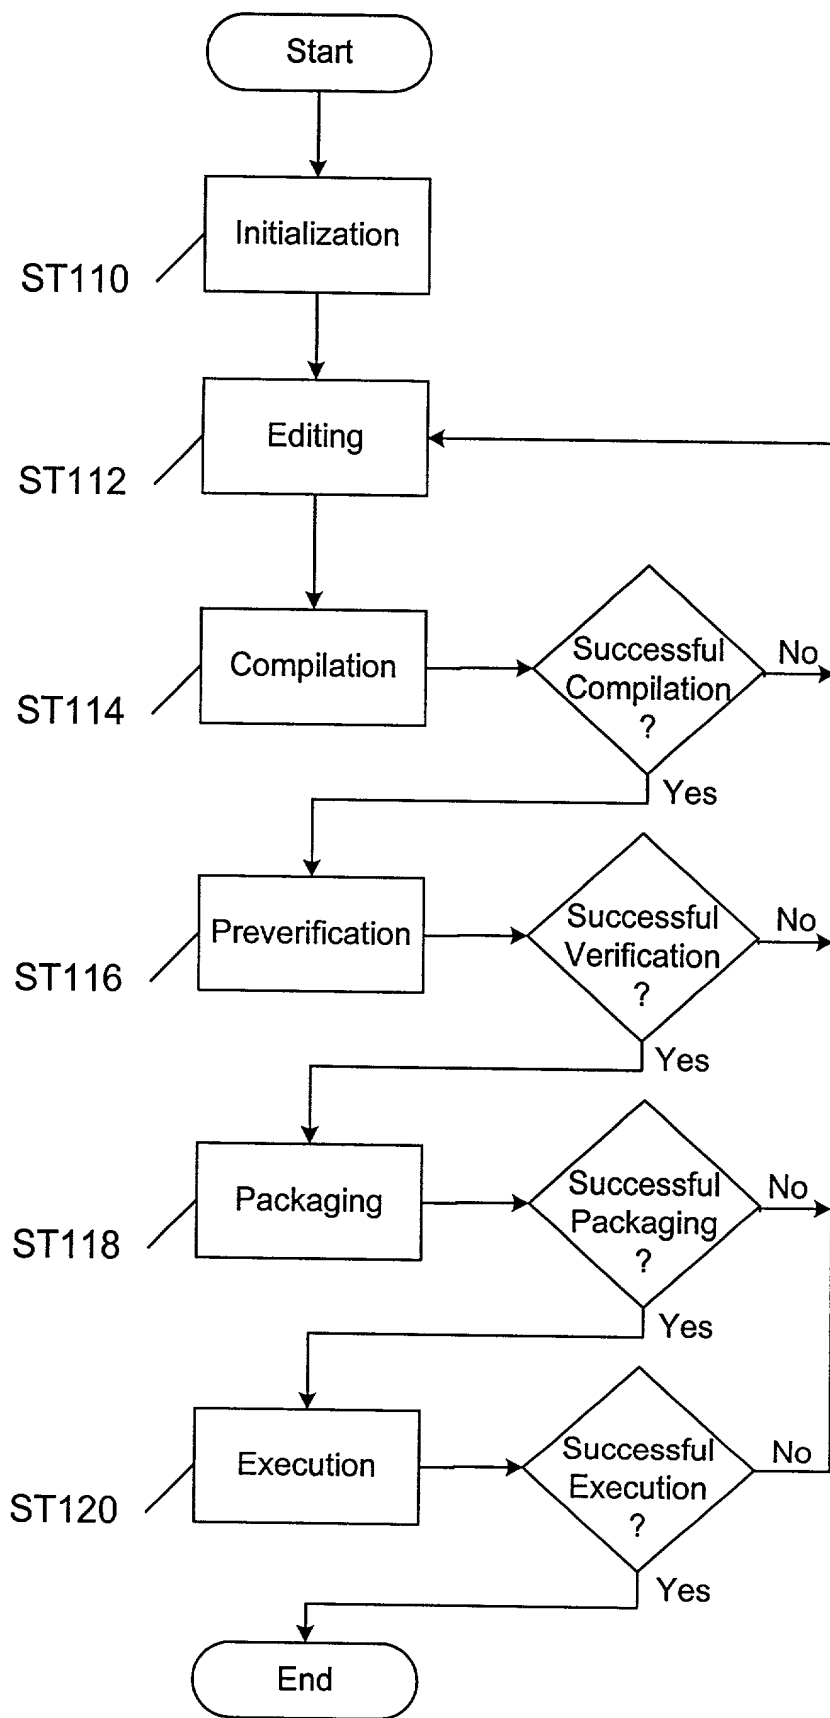 Start
Initialization
ST110
Editing
ST112
Compilation
ST114
Successful
Compilation
?
No
Yes
Preverification
ST116
Successful
Verification
?
No
Yes
Packaging
ST118
Successful
Packaging
?
No
Yes
Execution
ST120
Successful
Execution
?
No
Yes
End